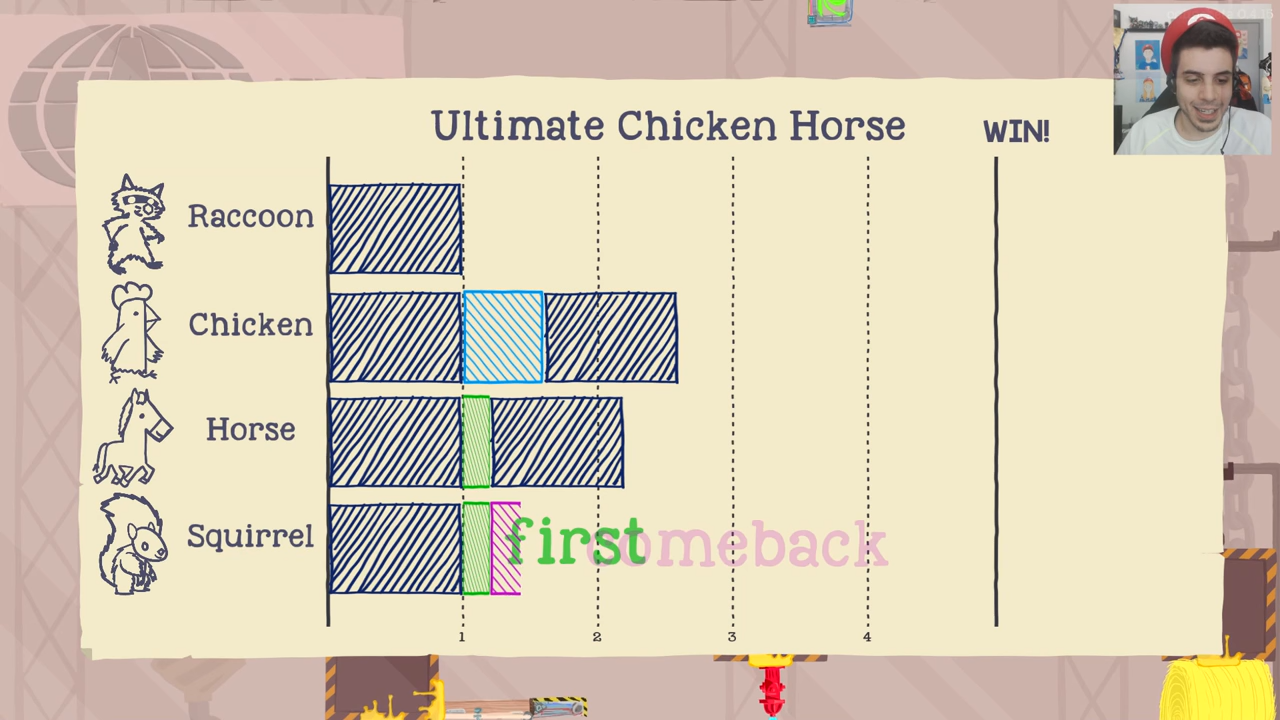 Ultimate Chicken Horse
WIN!
Raccoon
Chicken
Horse
Squirrel
first
comeback
1 2 3 4